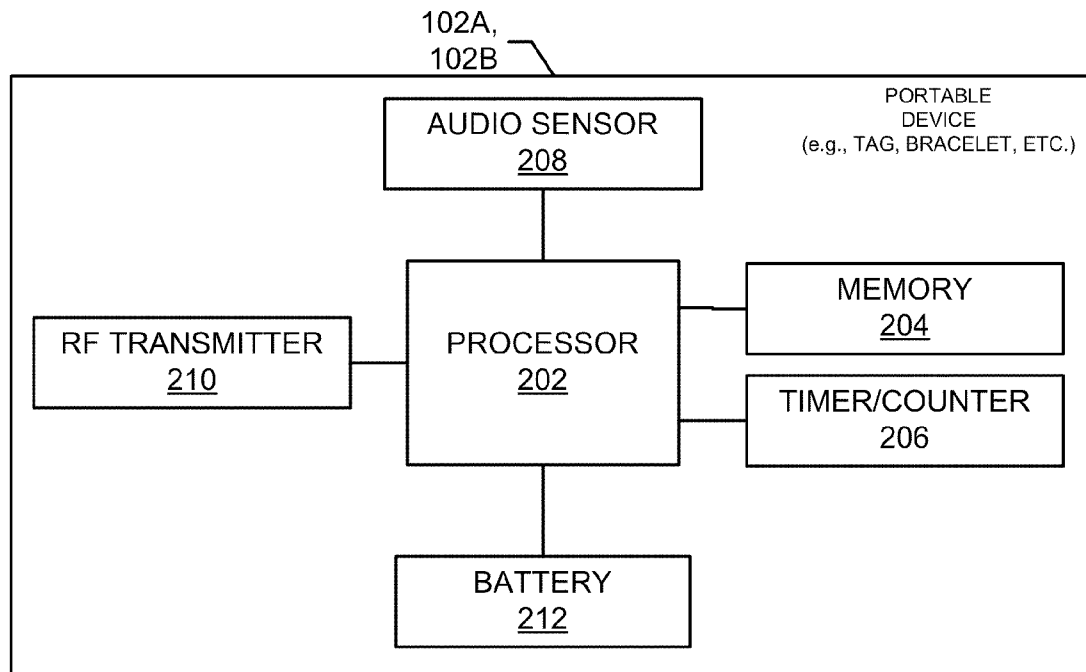 102A,
102B
PORTABLE
DEVICE
(e.g., TAG, BRACELET, ETC.)
AUDIO SENSOR
208
PROCESSOR
202
MEMORY
204
RF TRANSMITTER
210
TIMER/COUNTER
206
BATTERY
212